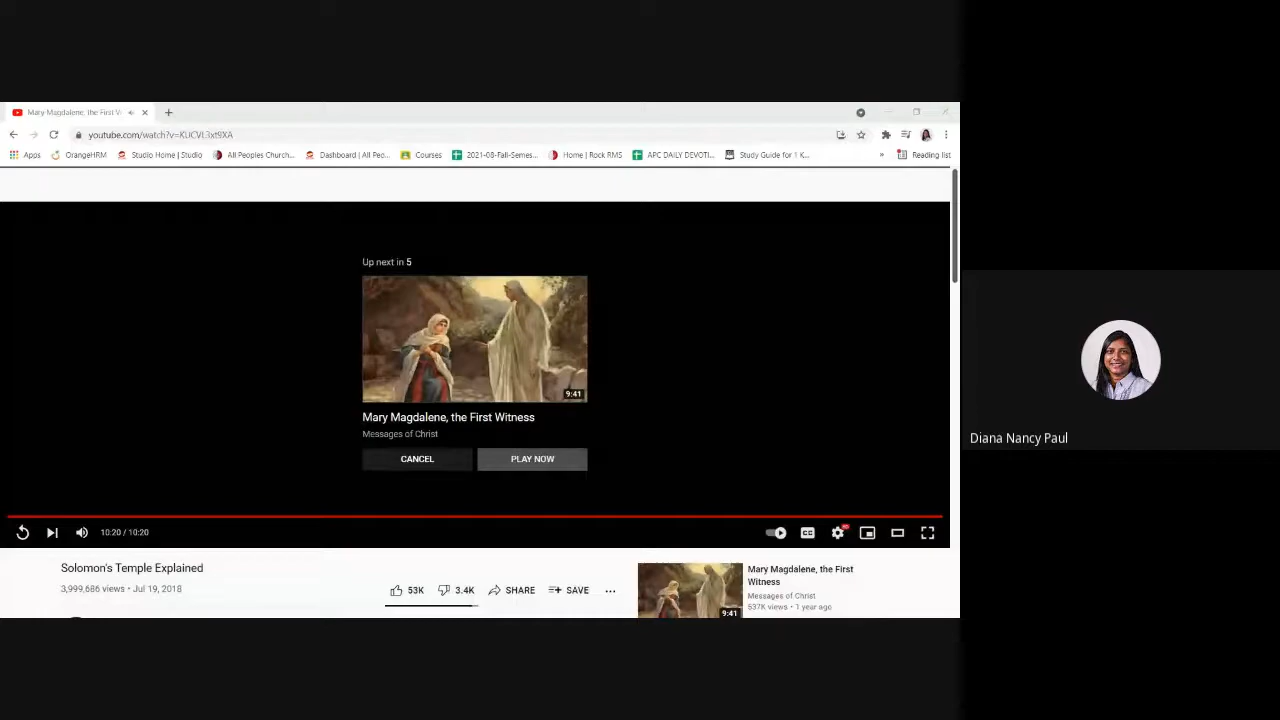 Mary Magdalene, the First V
youtube.com/watch?v=KUCVL3xt9XA
Apps OrangeHRM Studio Home | Studio All Peoples Church... Dashboard | All Peo... Courses 2021-08-Fall-Semes... Home | Rock RMS APC DAILY DEVOTI... Study Guide for 1 K... » Reading list
Up next in 5
9:41
Mary Magdalene, the First Witness
Messages of Christ
CANCEL PLAY NOW
10:20 / 10:20
CC
Solomon's Temple Explained
3,999,686 views • Jul 19, 2018
53K 3.4K SHARE SAVE ...
Mary Magdalene, the First
Witness
Messages of Christ
537K views • 1 year ago
9:41
Diana Nancy Paul